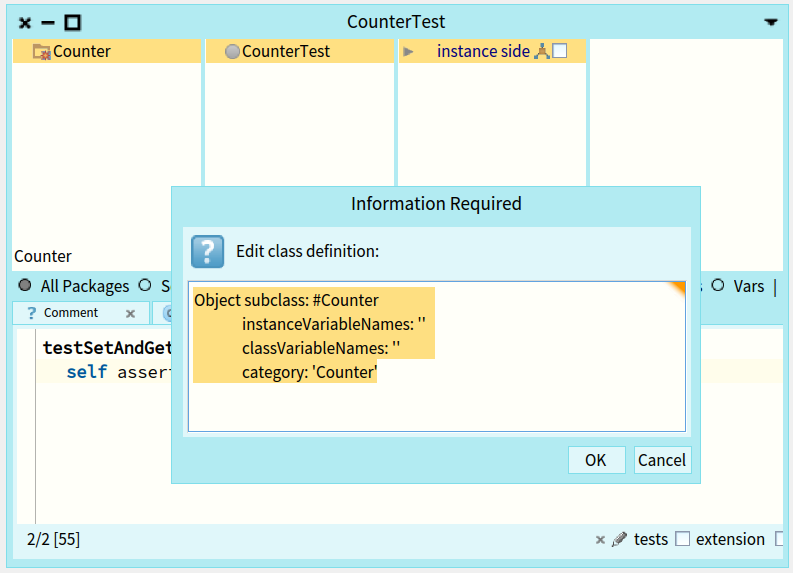 CounterTest
Counter
CounterTest
instance side
Information Required
Edit class definition:
Object subclass: #Counter
instanceVariableNames: ''
classVariableNames: ''
category: 'Counter'
OK
Cancel
Counter
All Packages
Vars |
? Comment
testSetAndGet
self assert
2/2 [55]
tests
extension